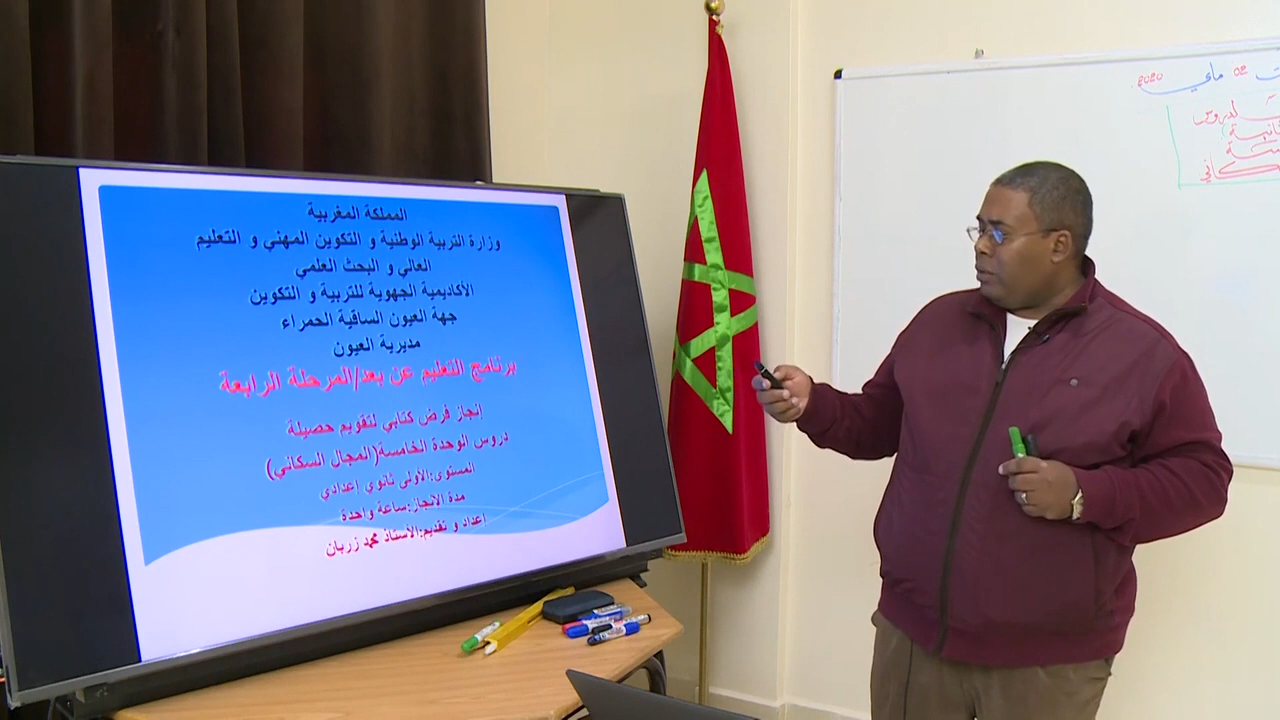 المملكة المغربية
وزارة التربية الوطنية و التكوين المهني و التعليم
العالي و البحث العلمي
الأكاديمية الجهوية للتربية و التكوين
جهة العيون الساقية الحمراء
مديرية العيون
برنامج التعليم عن بعد/المرحلة الرابعة
إنجاز فرض كتابي لتقويم حصيلة
دروس الوحدة الخامسة(المجال السكاني)
المستوى:الأولى ثانوي إعدادي
مدة الانجاز:ساعة واحدة
إعداد و تقديم:الأستاذ محمد زربان
02 ماي 2020
لدروس